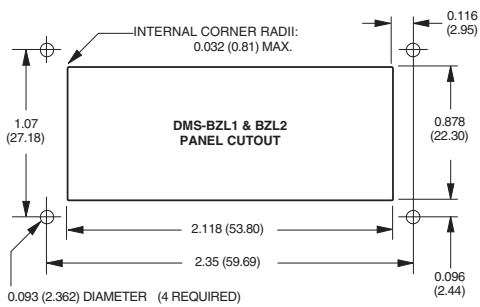 0.116
(2.95)
INTERNAL CORNER RADII:
0.032 (0.81) MAX.
1.07
(27.18)
DMS-BZL1 & BZL2
PANEL CUTOUT
0.878
(22.30)
2.118 (53.80)
2.35 (59.69)
0.096
(2.44)
0.093 (2.362) DIAMETER (4 REQUIRED)